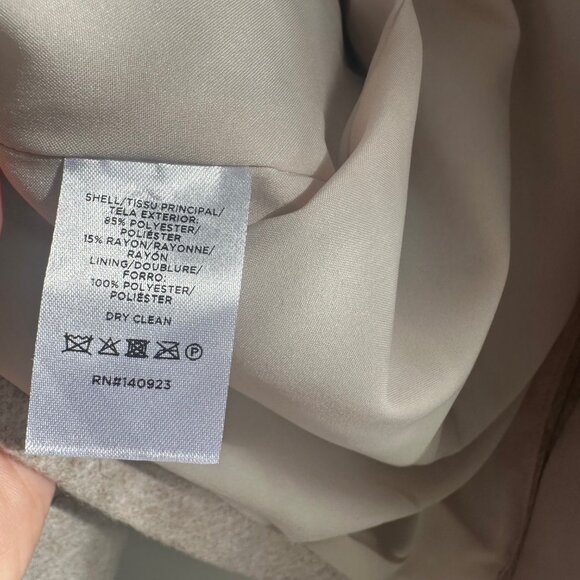 SHELL/TISSU PRINCIPAL/
TELA EXTERIOR:
85% POLYESTER/
POLIÉSTER
15% RAYON/RAYONNE/
RAYÓN
LINING/DOUBLURE/
FORRO:
100% POLYESTER/
POLIÉSTER
DRY CLEAN
P
RN#140923